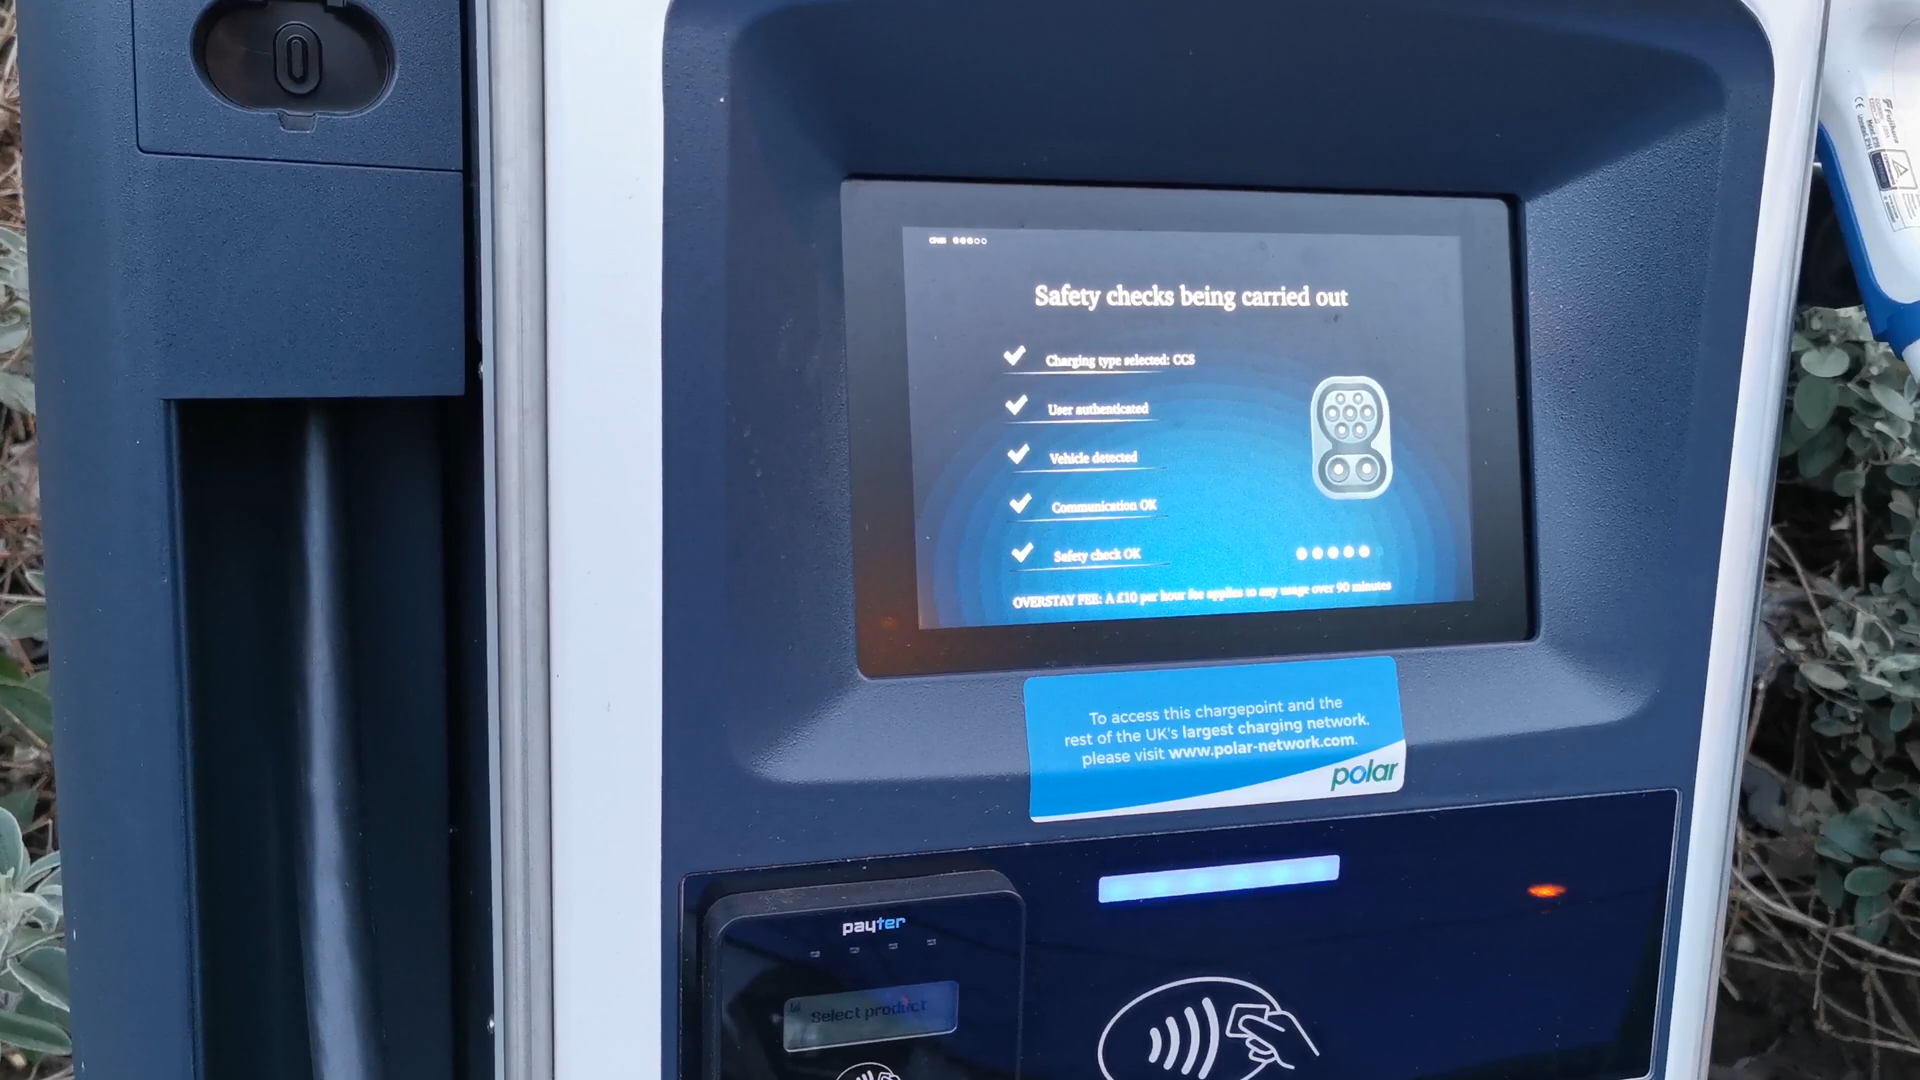 Safety checks being carried out
Charging type selected: CCS
User authenticated
Vehicle detected
Communication OK
Safety check OK
OVERSTAY FEE: A £10 per hour fee applies to any usage over 90 minutes
To access this chargepoint and the
rest of the UK's largest charging network,
please visit www.polar-network.com.
polar
payter
Select product